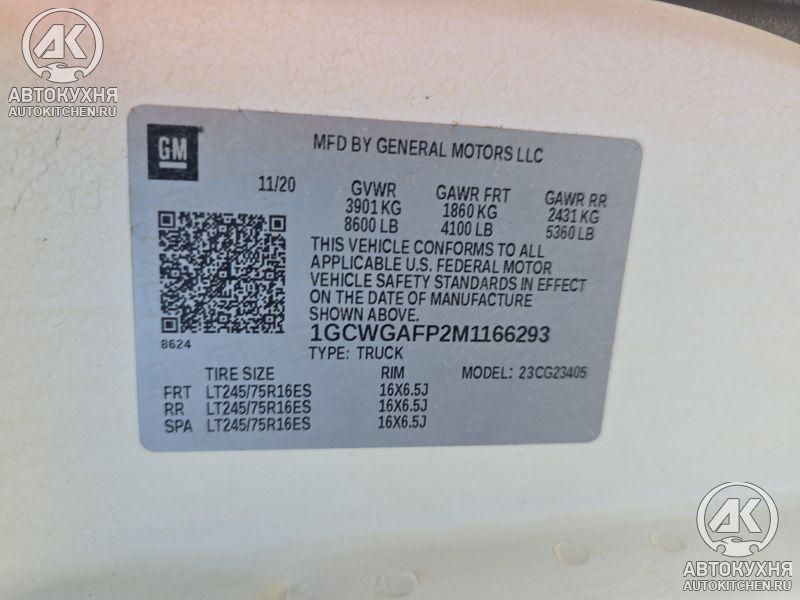 АК
АВТОКУХНЯ
AUTOKITCHEN.RU
GM
MFD BY GENERAL MOTORS LLC
11/20 GVWR GAWR FRT GAWR RR
3901 KG 1860 KG 2431 KG
8600 LB 4100 LB 5360 LB
THIS VEHICLE CONFORMS TO ALL
APPLICABLE U.S. FEDERAL MOTOR
VEHICLE SAFETY STANDARDS IN EFFECT
ON THE DATE OF MANUFACTURE
SHOWN ABOVE.
8624
1GCWGAFP2M1166293
TYPE: TRUCK
TIRE SIZE RIM MODEL: 23CG23405
FRT LT245/75R16ES 16X6.5J
RR LT245/75R16ES 16X6.5J
SPA LT245/75R16ES 16X6.5J
АК
АВТОКУХНЯ
AUTOKITCHEN.RU